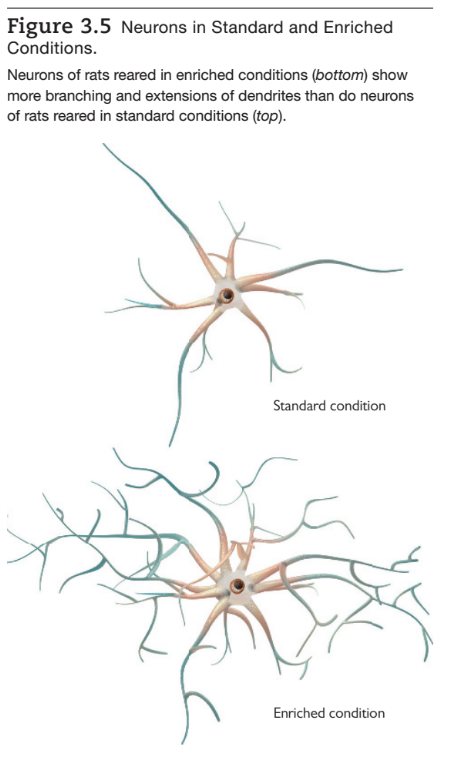 Figure 3.5 Neurons in Standard and Enriched
Conditions.
Neurons of rats reared in enriched conditions (bottom) show
more branching and extensions of dendrites than do neurons
of rats reared in standard conditions (top).
Standard condition
Enriched condition